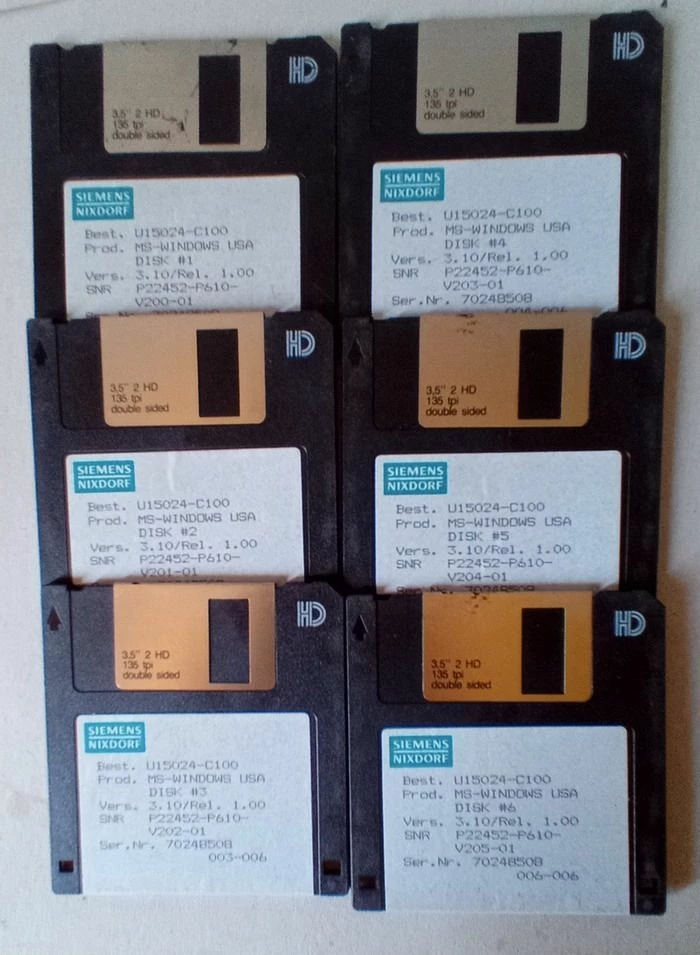 HD
3,5" 2 HD
135 tpi
double sided
SIEMENS
NIXDORF
Best. U15024-C100
Prod. MS-WINDOWS USA
DISK #1
Vers. 3.10/Rel. 1.00
SNR P22452-P610-
V200-01
HD
3,5" 2 HD
135 tpi
double sided
SIEMENS
NIXDORF
Best. U15024-C100
Prod. MS-WINDOWS USA
DISK #2
Vers. 3.10/Rel. 1.00
SNR P22452-P610-
V201-01
HD
3,5" 2 HD
135 tpi
double sided
SIEMENS
NIXDORF
Best. U15024-C100
Prod. MS-WINDOWS USA
DISK #3
Vers. 3.10/Rel. 1.00
SNR P22452-P610-
V202-01
Ser.Nr. 70248508
003-006
HD
3,5" 2 HD
135 tpi
double sided
SIEMENS
NIXDORF
Best. U15024-C100
Prod. MS-WINDOWS USA
DISK #4
Vers. 3.10/Rel. 1.00
SNR P22452-P610-
V203-01
Ser.Nr. 70248508
004-006
HD
3,5" 2 HD
135 tpi
double sided
SIEMENS
NIXDORF
Best. U15024-C100
Prod. MS-WINDOWS USA
DISK #5
Vers. 3.10/Rel. 1.00
SNR P22452-P610-
V204-01
Ser.Nr. 70248508
HD
3,5" 2 HD
135 tpi
double sided
SIEMENS
NIXDORF
Best. U15024-C100
Prod. MS-WINDOWS USA
DISK #6
Vers. 3.10/Rel. 1.00
SNR P22452-P610-
V205-01
Ser.Nr. 70248508
006-006